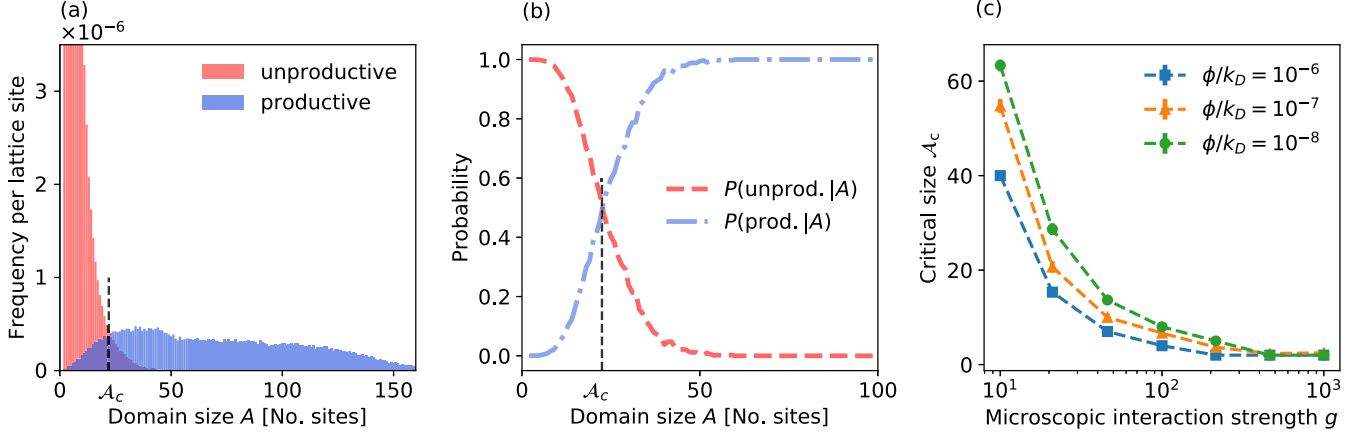 (a)
×10⁻⁶
Frequency per lattice site
3
2
1
0
unproductive
productive
0
𝒜c
50
100
150
Domain size A [No. sites]
(b)
Probability
1.0
0.8
0.6
0.4
0.2
0.0
P(unprod. |A)
P(prod. |A)
0
𝒜c
50
100
Domain size A [No. sites]
(c)
Critical size 𝒜c
60
40
20
0
ϕ/kD = 10⁻⁶
ϕ/kD = 10⁻⁷
ϕ/kD = 10⁻⁸
10¹
10²
10³
Microscopic interaction strength g